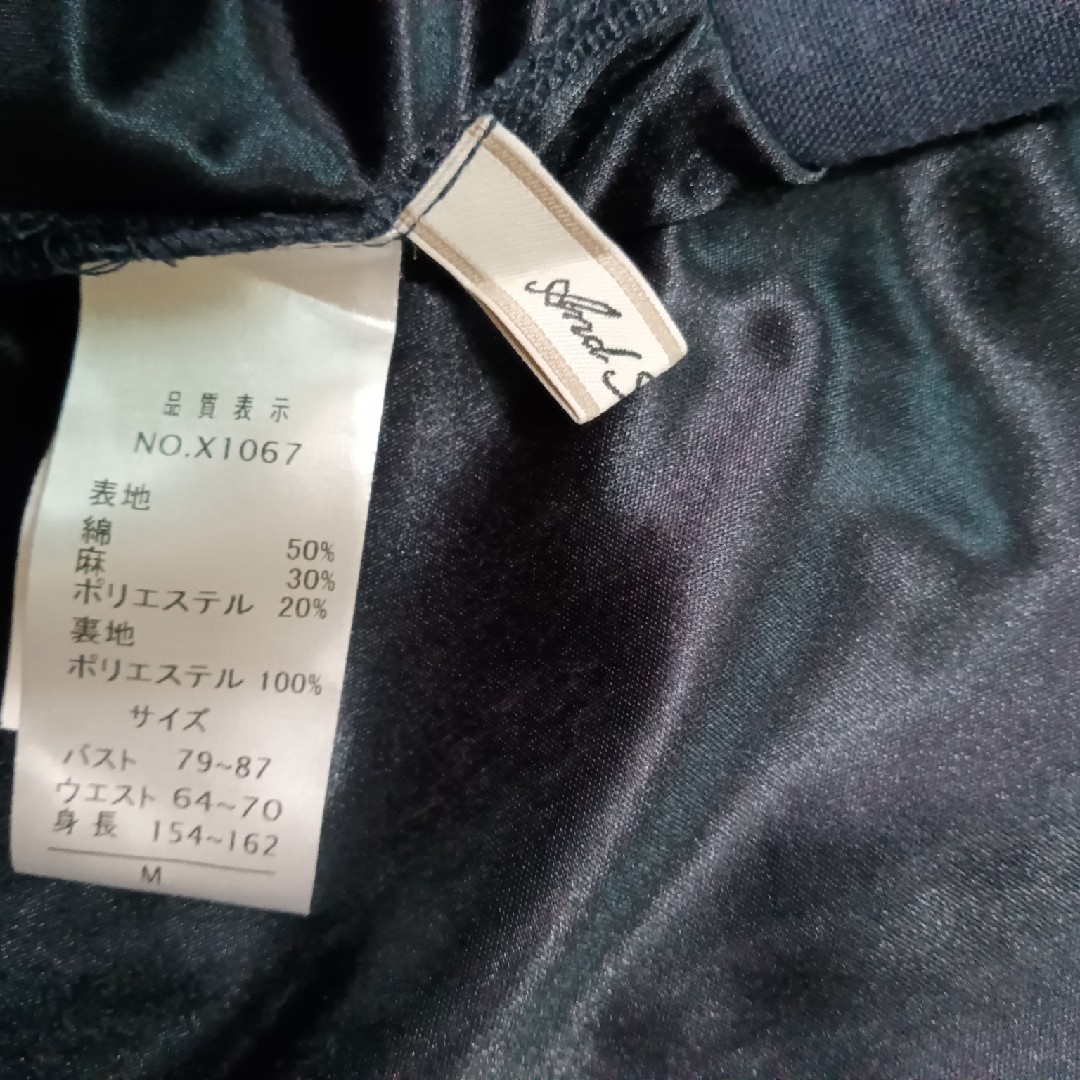 品質表示
NO.X1067
表地
綿 50%
麻 30%
ポリエステル 20%
裏地
ポリエステル 100%
サイズ
バスト 79~87
ウエスト 64~70
身長 154~162
M